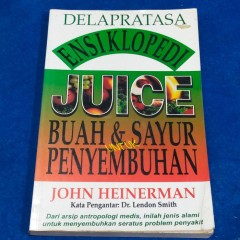 DELAPRATASA
ENSIKLOPEDI
JUICE
BUAH & SAYUR
UNTUK
PENYEMBUHAN
JOHN HEINERMAN
Kata Pengantar: Dr. Lendon Smith
Dari arsip antropologi medis, inilah jenis alami
untuk menyembuhkan seratus problem penyakit